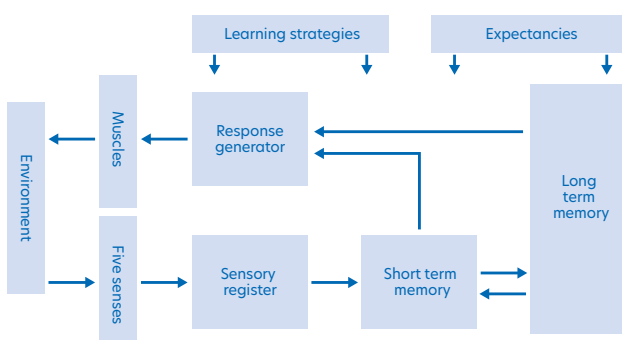 Learning strategies
Expectancies
Muscles
Response
generator
Environment
Long
term
memory
Five senses
Sensory
register
Short term
memory